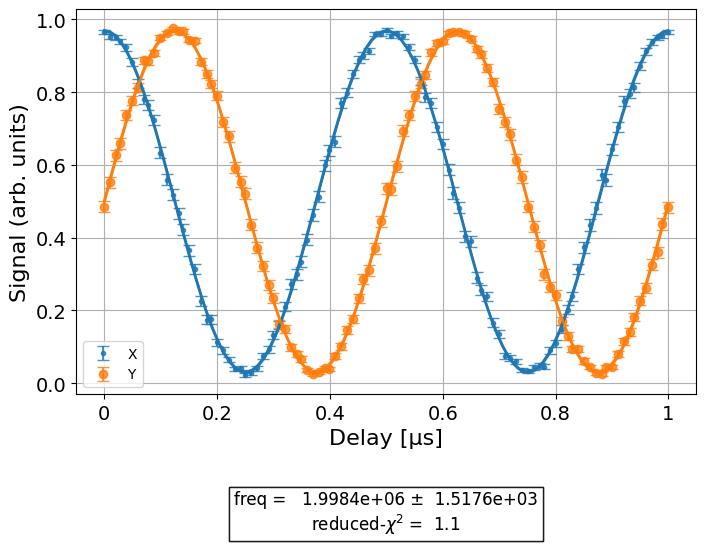 1.0
0.8
0.6
0.4
0.2
0.0
Signal (arb. units)
X
Y
0 0.2 0.4 0.6 0.8 1
Delay [μs]
freq = 1.9984e+06 ± 1.5176e+03
reduced-χ² = 1.1